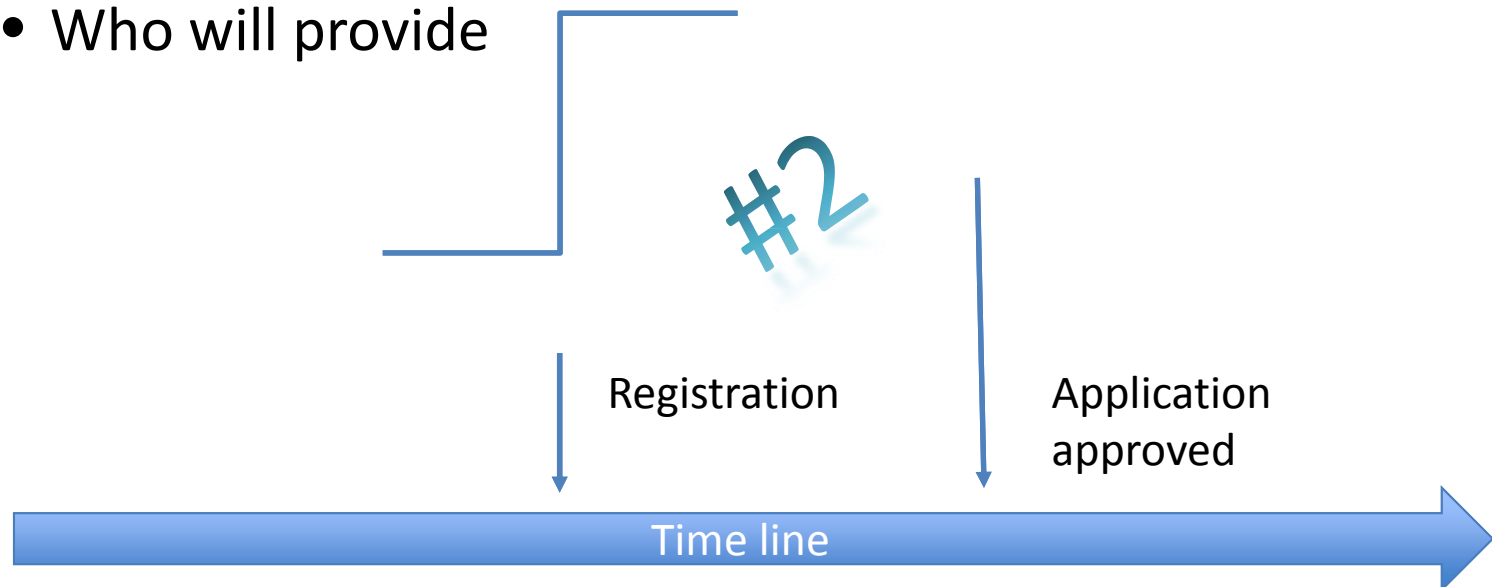 • Who will provide
#2
Registration
Application
approved
Time line